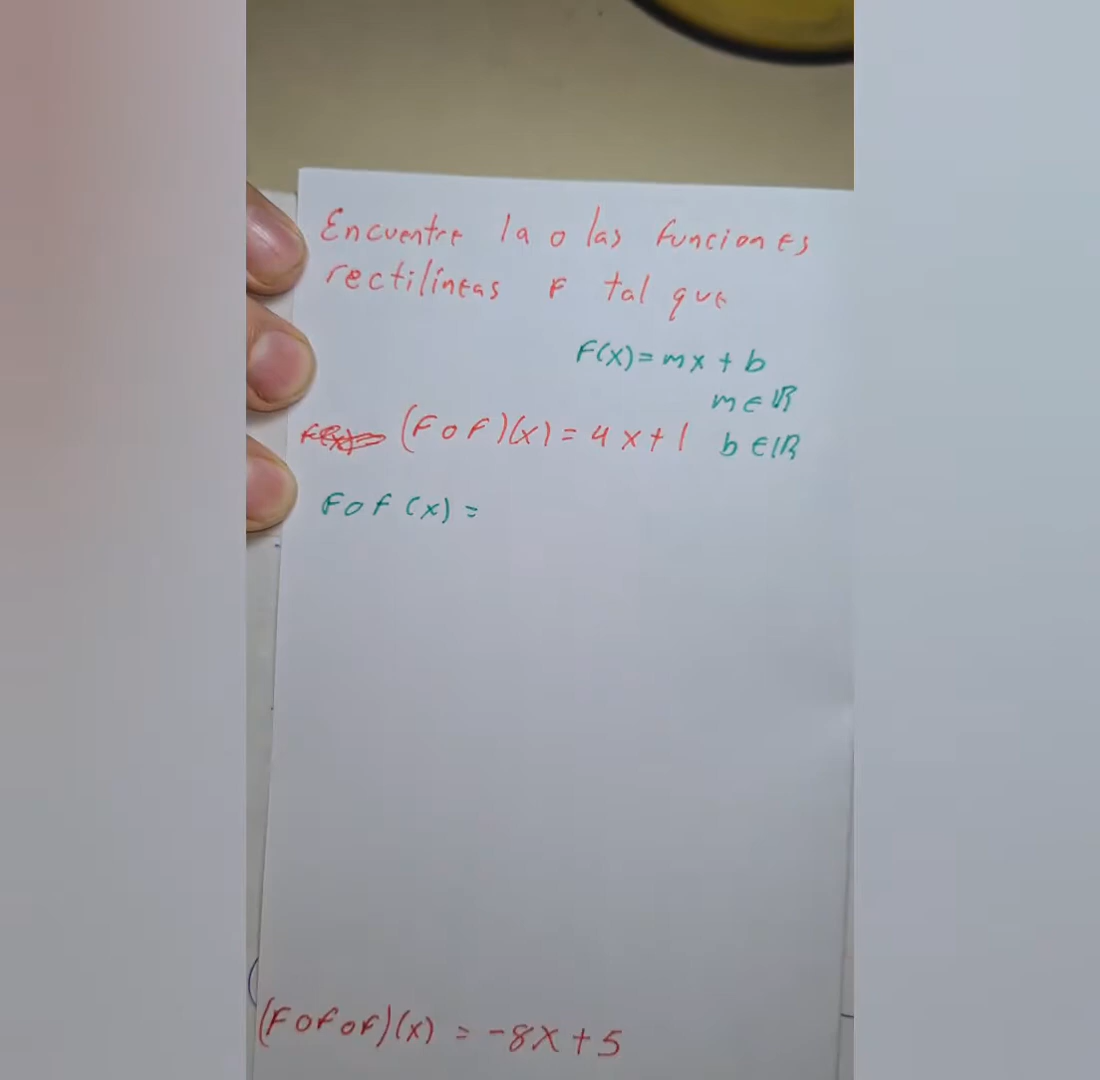 Encuentre la o las funciones
rectilíneas F tal que
F(x) = mx + b
m ∈ ℝ
(F o F)(x) = 4x + 1
b ∈ ℝ
F o F (x) =
(F o F o F)(x) = -8x + 5